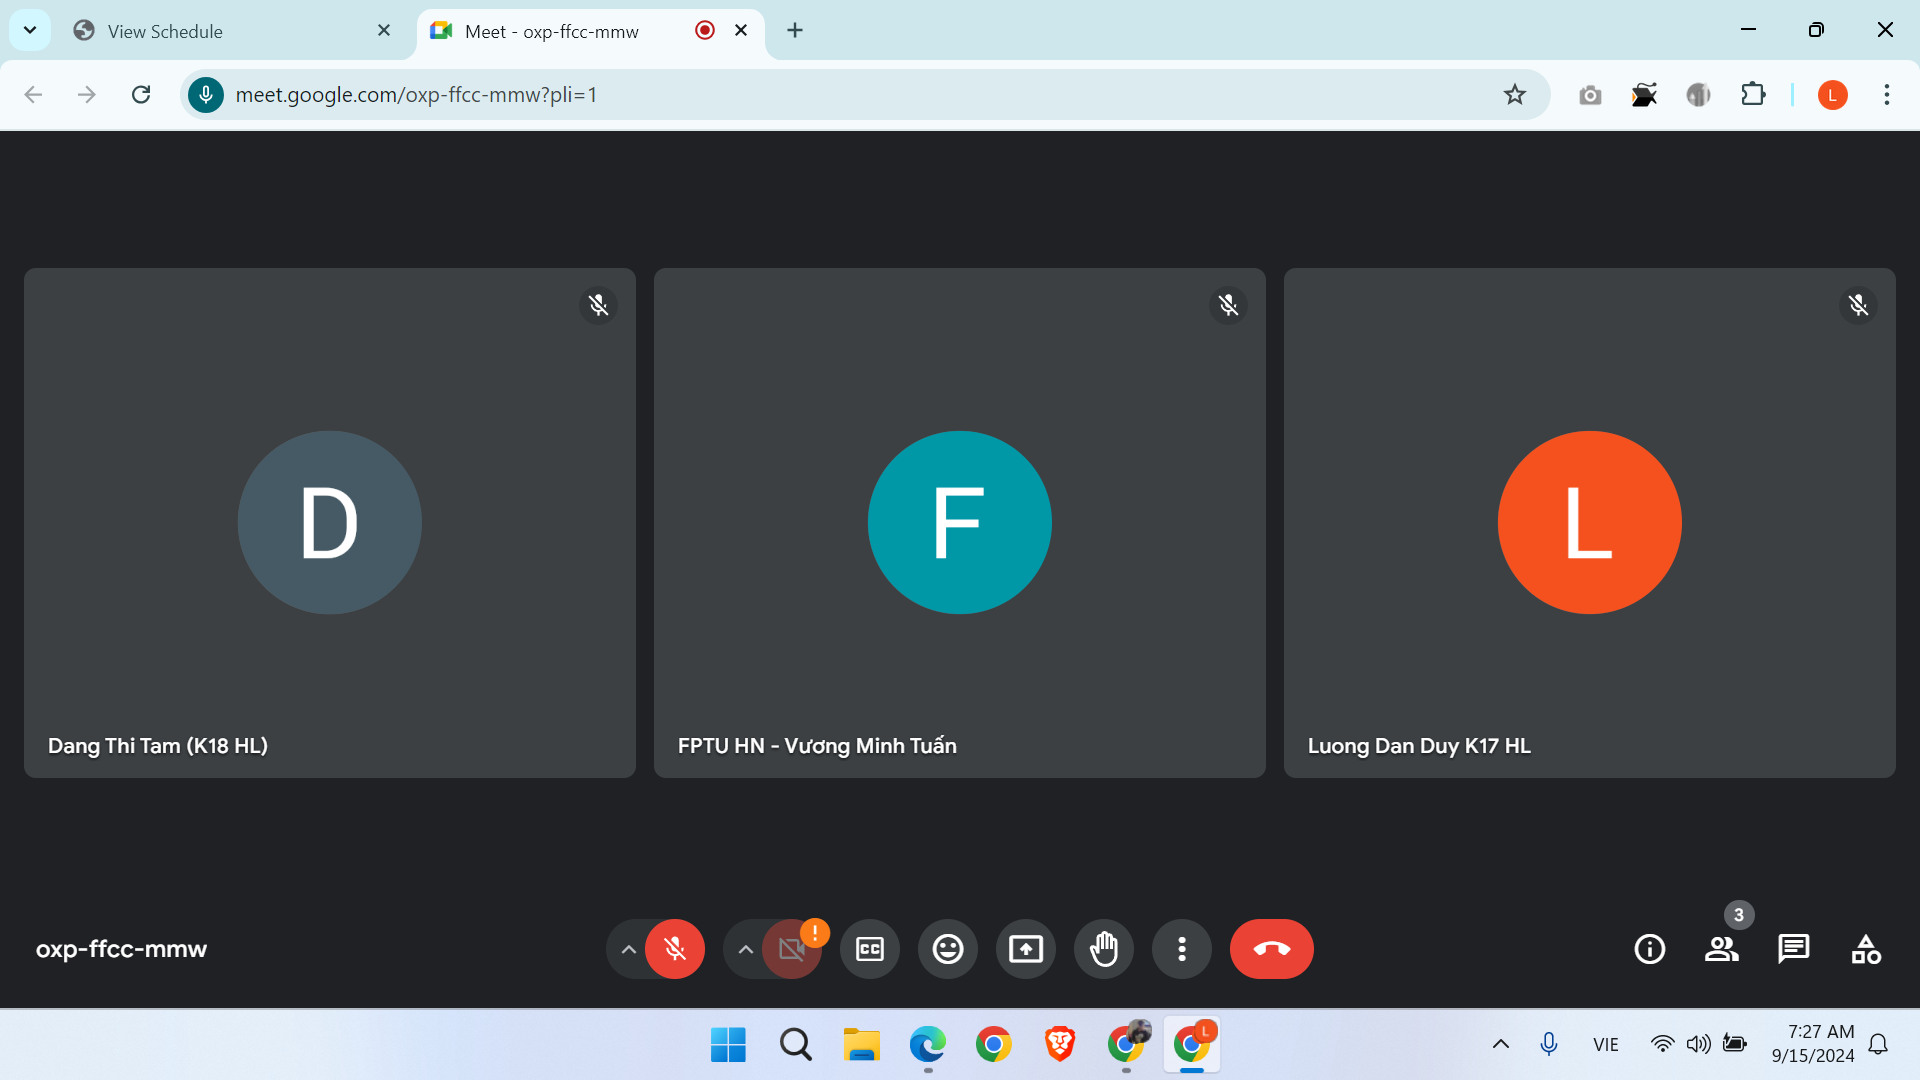 View Schedule
Meet - oxp-ffcc-mmw
meet.google.com/oxp-ffcc-mmw?pli=1
L
D
F
L
Dang Thi Tam (K18 HL)
FPTU HN - Vương Minh Tuấn
Luong Dan Duy K17 HL
oxp-ffcc-mmw
!
CC
3
L
VIE
7:27 AM
9/15/2024